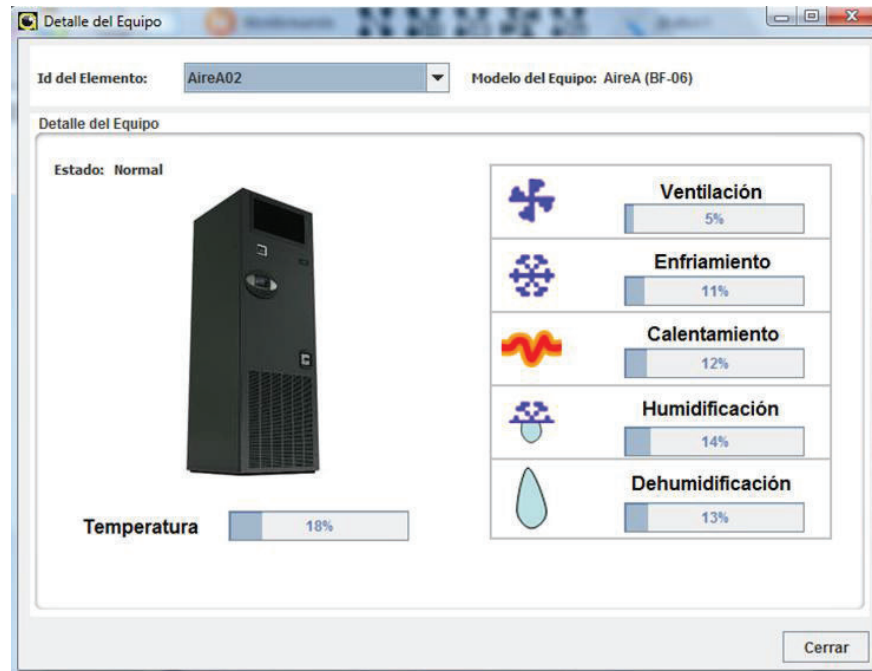 Detalle del Equipo
Id del Elemento: AireA02 Modelo del Equipo: AireA (BF-06)
Detalle del Equipo
Estado: Normal
Ventilación
5%
Enfriamiento
11%
Calentamiento
12%
Humidificación
14%
Dehumidificación
13%
Temperatura 18%
Cerrar